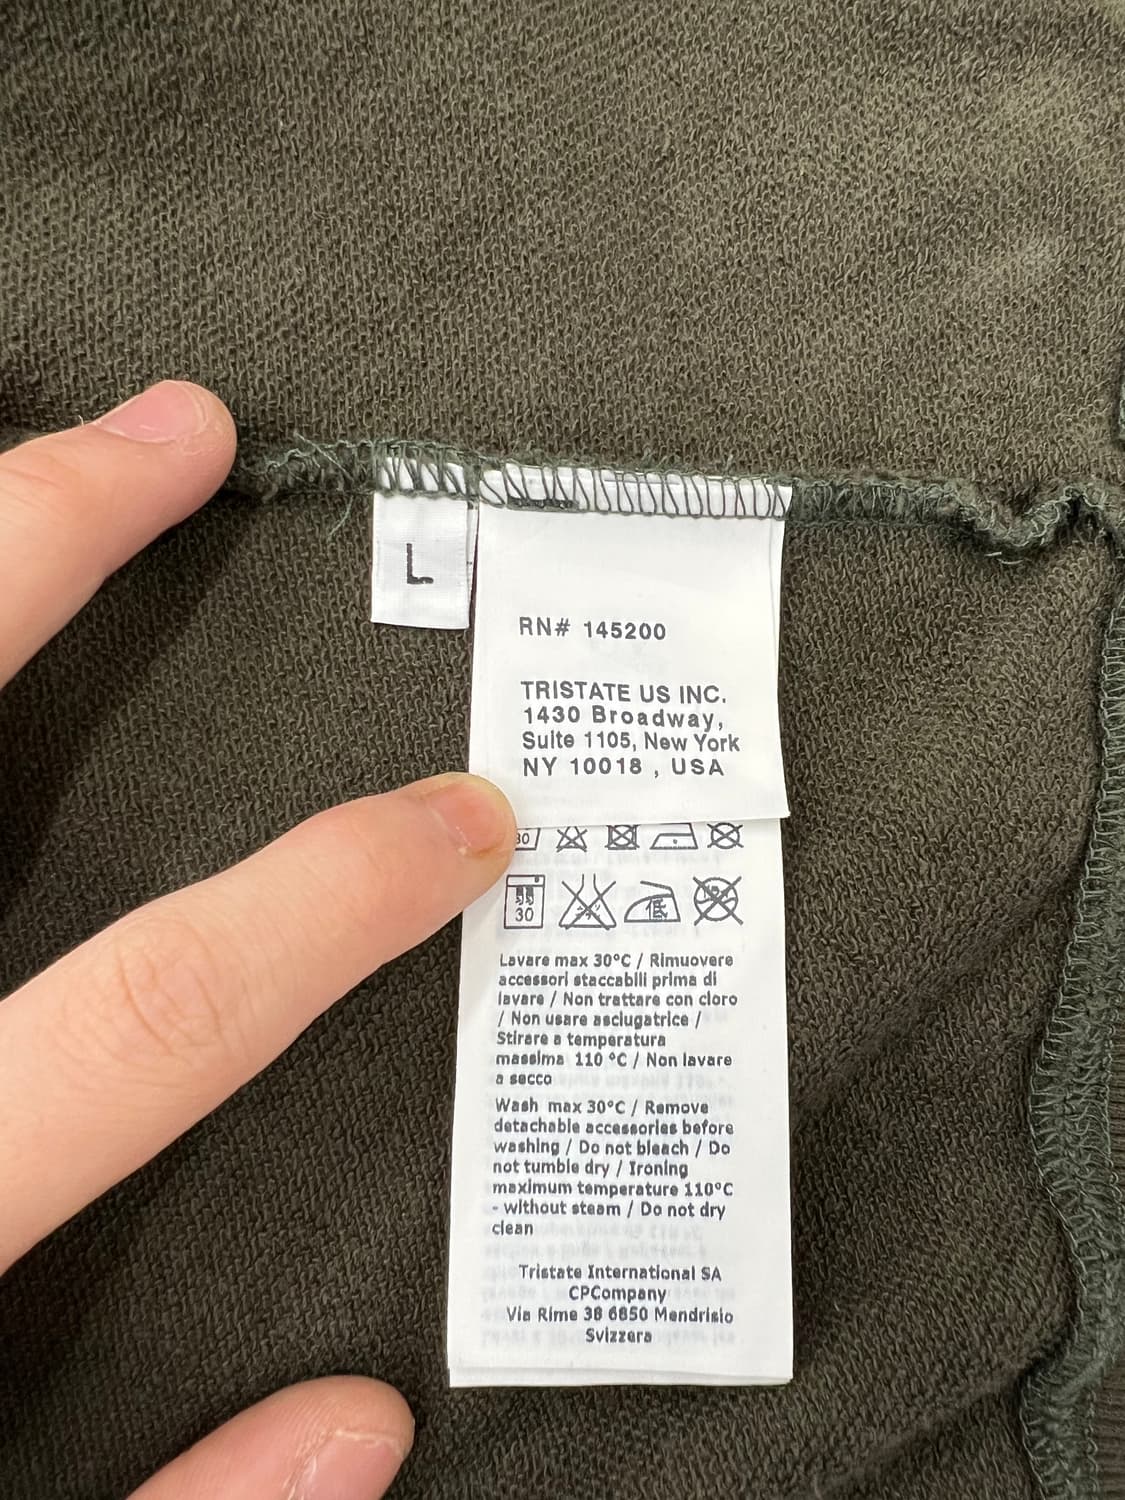 L
RN# 145200
TRISTATE US INC.
1430 Broadway,
Suite 1105, New York
NY 10018 , USA
30
30 低
Lavare max 30°C / Rimuovere
accessori staccabili prima di
lavare / Non trattare con cloro
/ Non usare asciugatrice /
Stirare a temperatura
massima 110 °C / Non lavare
a secco
Wash max 30°C / Remove
detachable accessories before
washing / Do not bleach / Do
not tumble dry / Ironing
maximum temperature 110°C
- without steam / Do not dry
clean
Tristate International SA
CPCompany
Via Rime 38 6850 Mendrisio
Svizzera